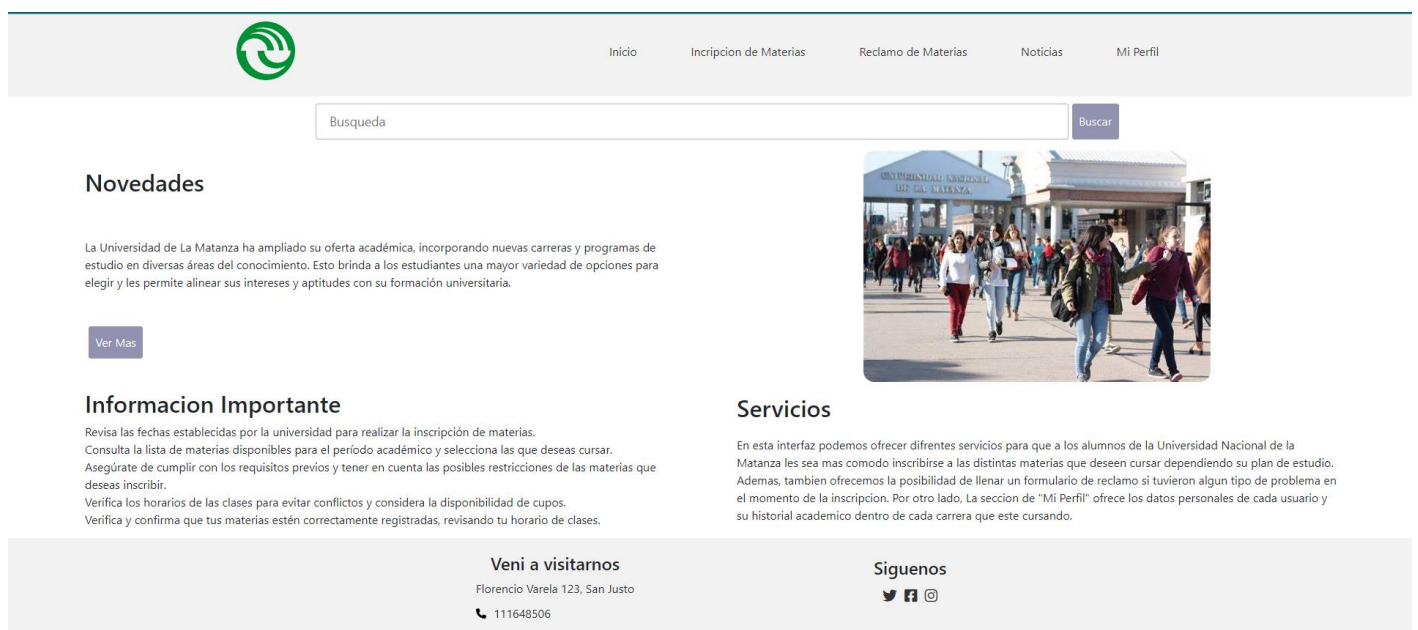 Inicio
Incripcion de Materias
Reclamo de Materias
Noticias
Mi Perfil
Busqueda
Buscar
Novedades
La Universidad de La Matanza ha ampliado su oferta académica, incorporando nuevas carreras y programas de
estudio en diversas áreas del conocimiento. Esto brinda a los estudiantes una mayor variedad de opciones para
elegir y les permite alinear sus intereses y aptitudes con su formación universitaria.
Ver Mas
UNIVERSIDAD NACIONAL
DE LA MATANZA
Informacion Importante
Revisa las fechas establecidas por la universidad para realizar la inscripción de materias.
Consulta la lista de materias disponibles para el período académico y selecciona las que deseas cursar.
Asegúrate de cumplir con los requisitos previos y tener en cuenta las posibles restricciones de las materias que
deseas inscribir.
Verifica los horarios de las clases para evitar conflictos y considera la disponibilidad de cupos.
Verifica y confirma que tus materias estén correctamente registradas, revisando tu horario de clases.
Servicios
En esta interfaz podemos ofrecer difrentes servicios para que a los alumnos de la Universidad Nacional de la
Matanza les sea mas comodo inscribirse a las distintas materias que deseen cursar dependiendo su plan de estudio.
Ademas, tambien ofrecemos la posibilidad de llenar un formulario de reclamo si tuvieron algun tipo de problema en
el momento de la inscripcion. Por otro lado, La seccion de "Mi Perfil" ofrece los datos personales de cada usuario y
su historial academico dentro de cada carrera que este cursando.
Veni a visitarnos
Florencio Varela 123, San Justo
111648506
Siguenos